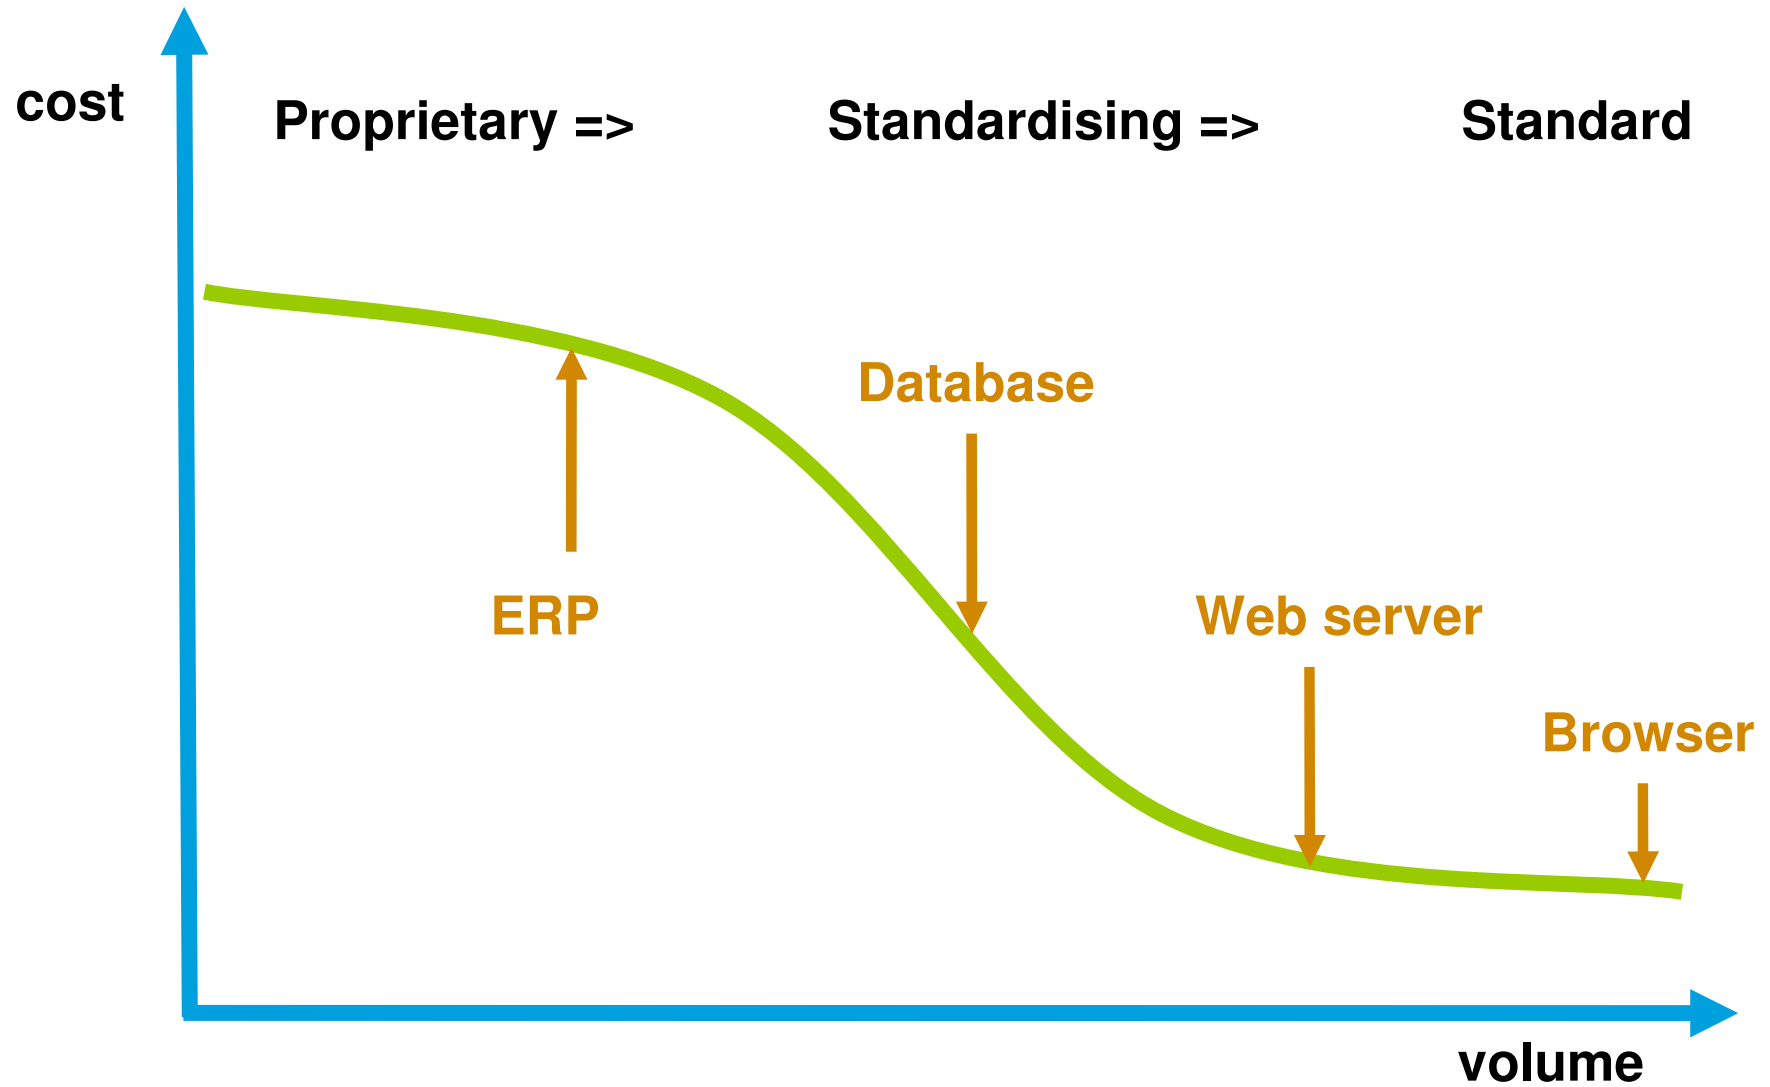 cost
Proprietary =>
Standardising =>
Standard
Database
ERP
Web server
Browser
volume